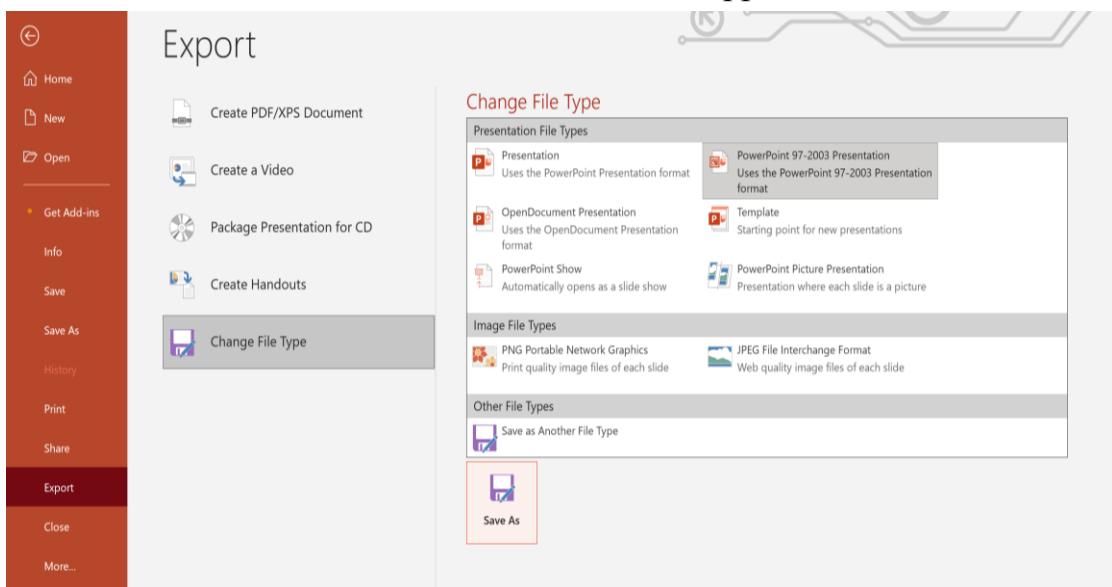 Export
Home
New
Open
Get Add-ins
Info
Save
Save As
History
Print
Share
Export
Close
More...
Create PDF/XPS Document
Create a Video
Package Presentation for CD
Create Handouts
Change File Type
Change File Type
Presentation File Types
Presentation
Uses the PowerPoint Presentation format
PowerPoint 97-2003 Presentation
Uses the PowerPoint 97-2003 Presentation
format
OpenDocument Presentation
Uses the OpenDocument Presentation
format
Template
Starting point for new presentations
PowerPoint Show
Automatically opens as a slide show
PowerPoint Picture Presentation
Presentation where each slide is a picture
Image File Types
PNG Portable Network Graphics
Print quality image files of each slide
JPEG File Interchange Format
Web quality image files of each slide
Other File Types
Save as Another File Type
Save As